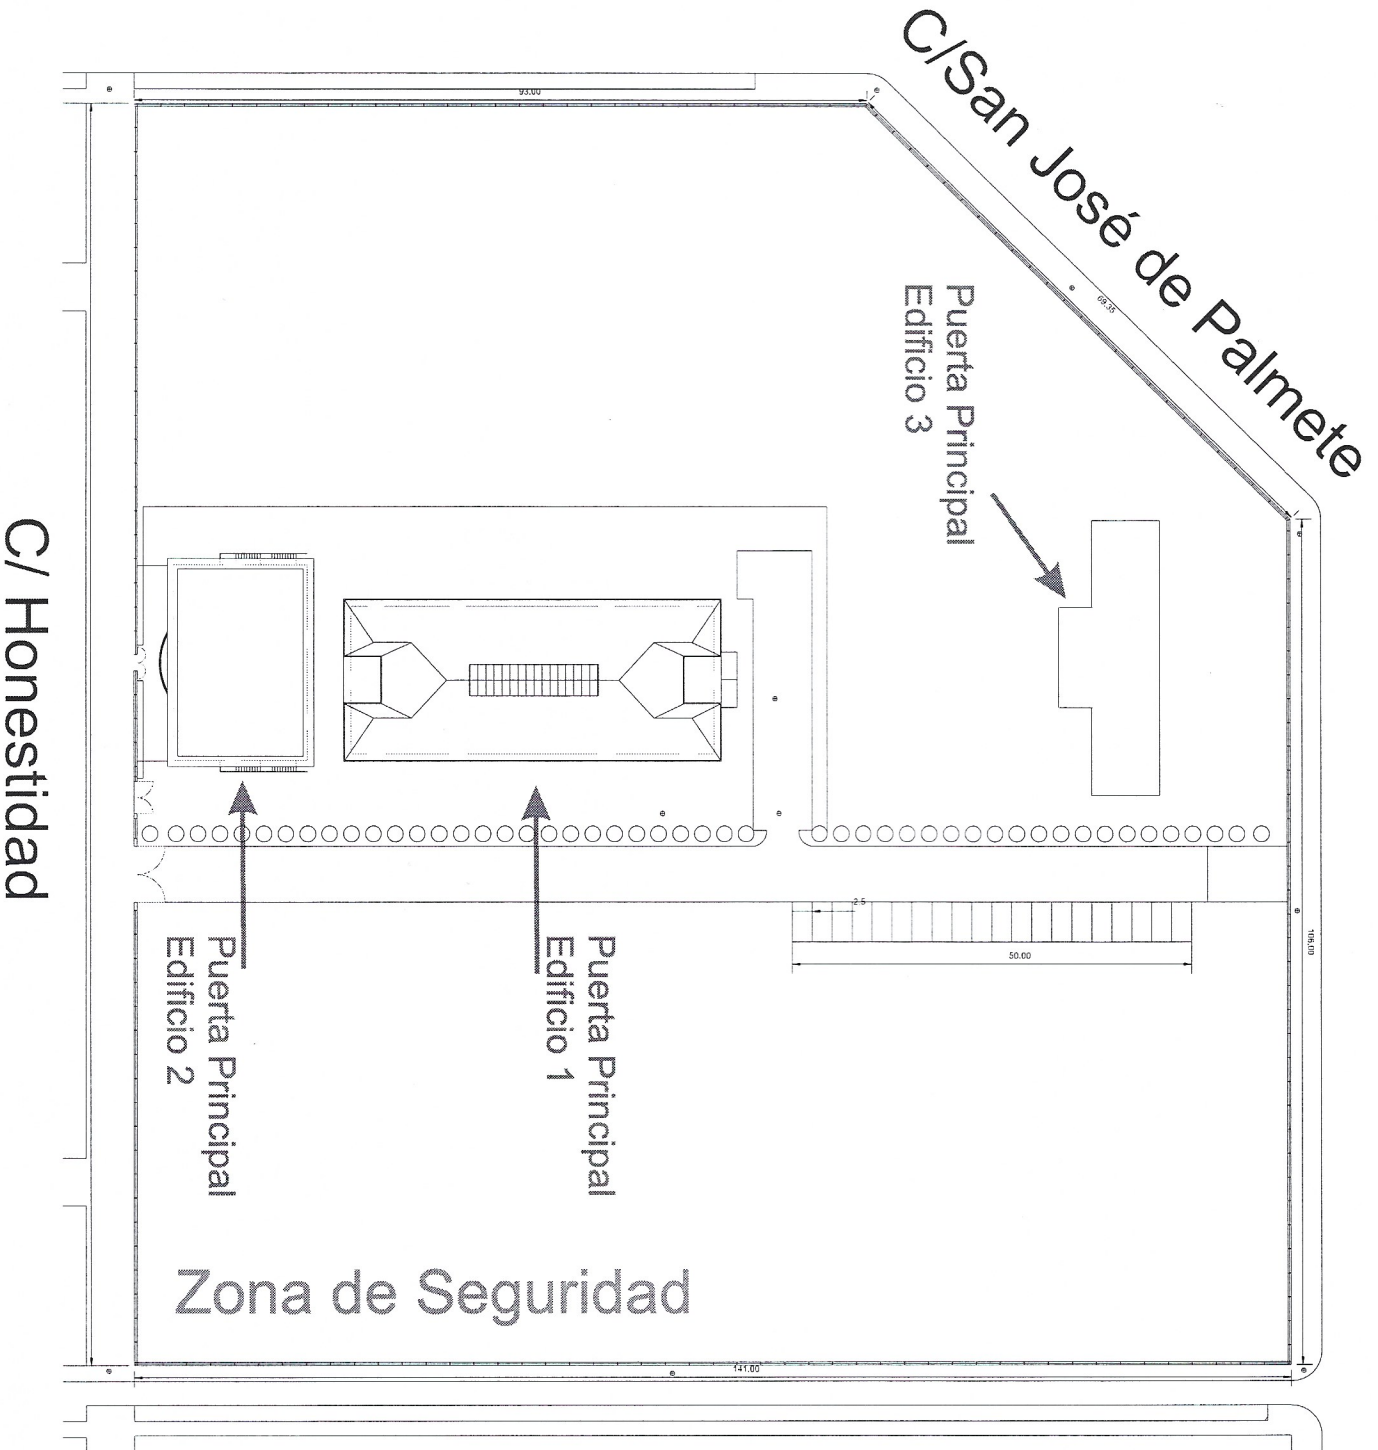 C/San José de Palmete
93.00
69.35
Puerta Principal
Edificio 3
C/ Honestidad
2.5
50.00
106.00
Puerta Principal
Edificio 1
Puerta Principal
Edificio 2
Zona de Seguridad
141.00